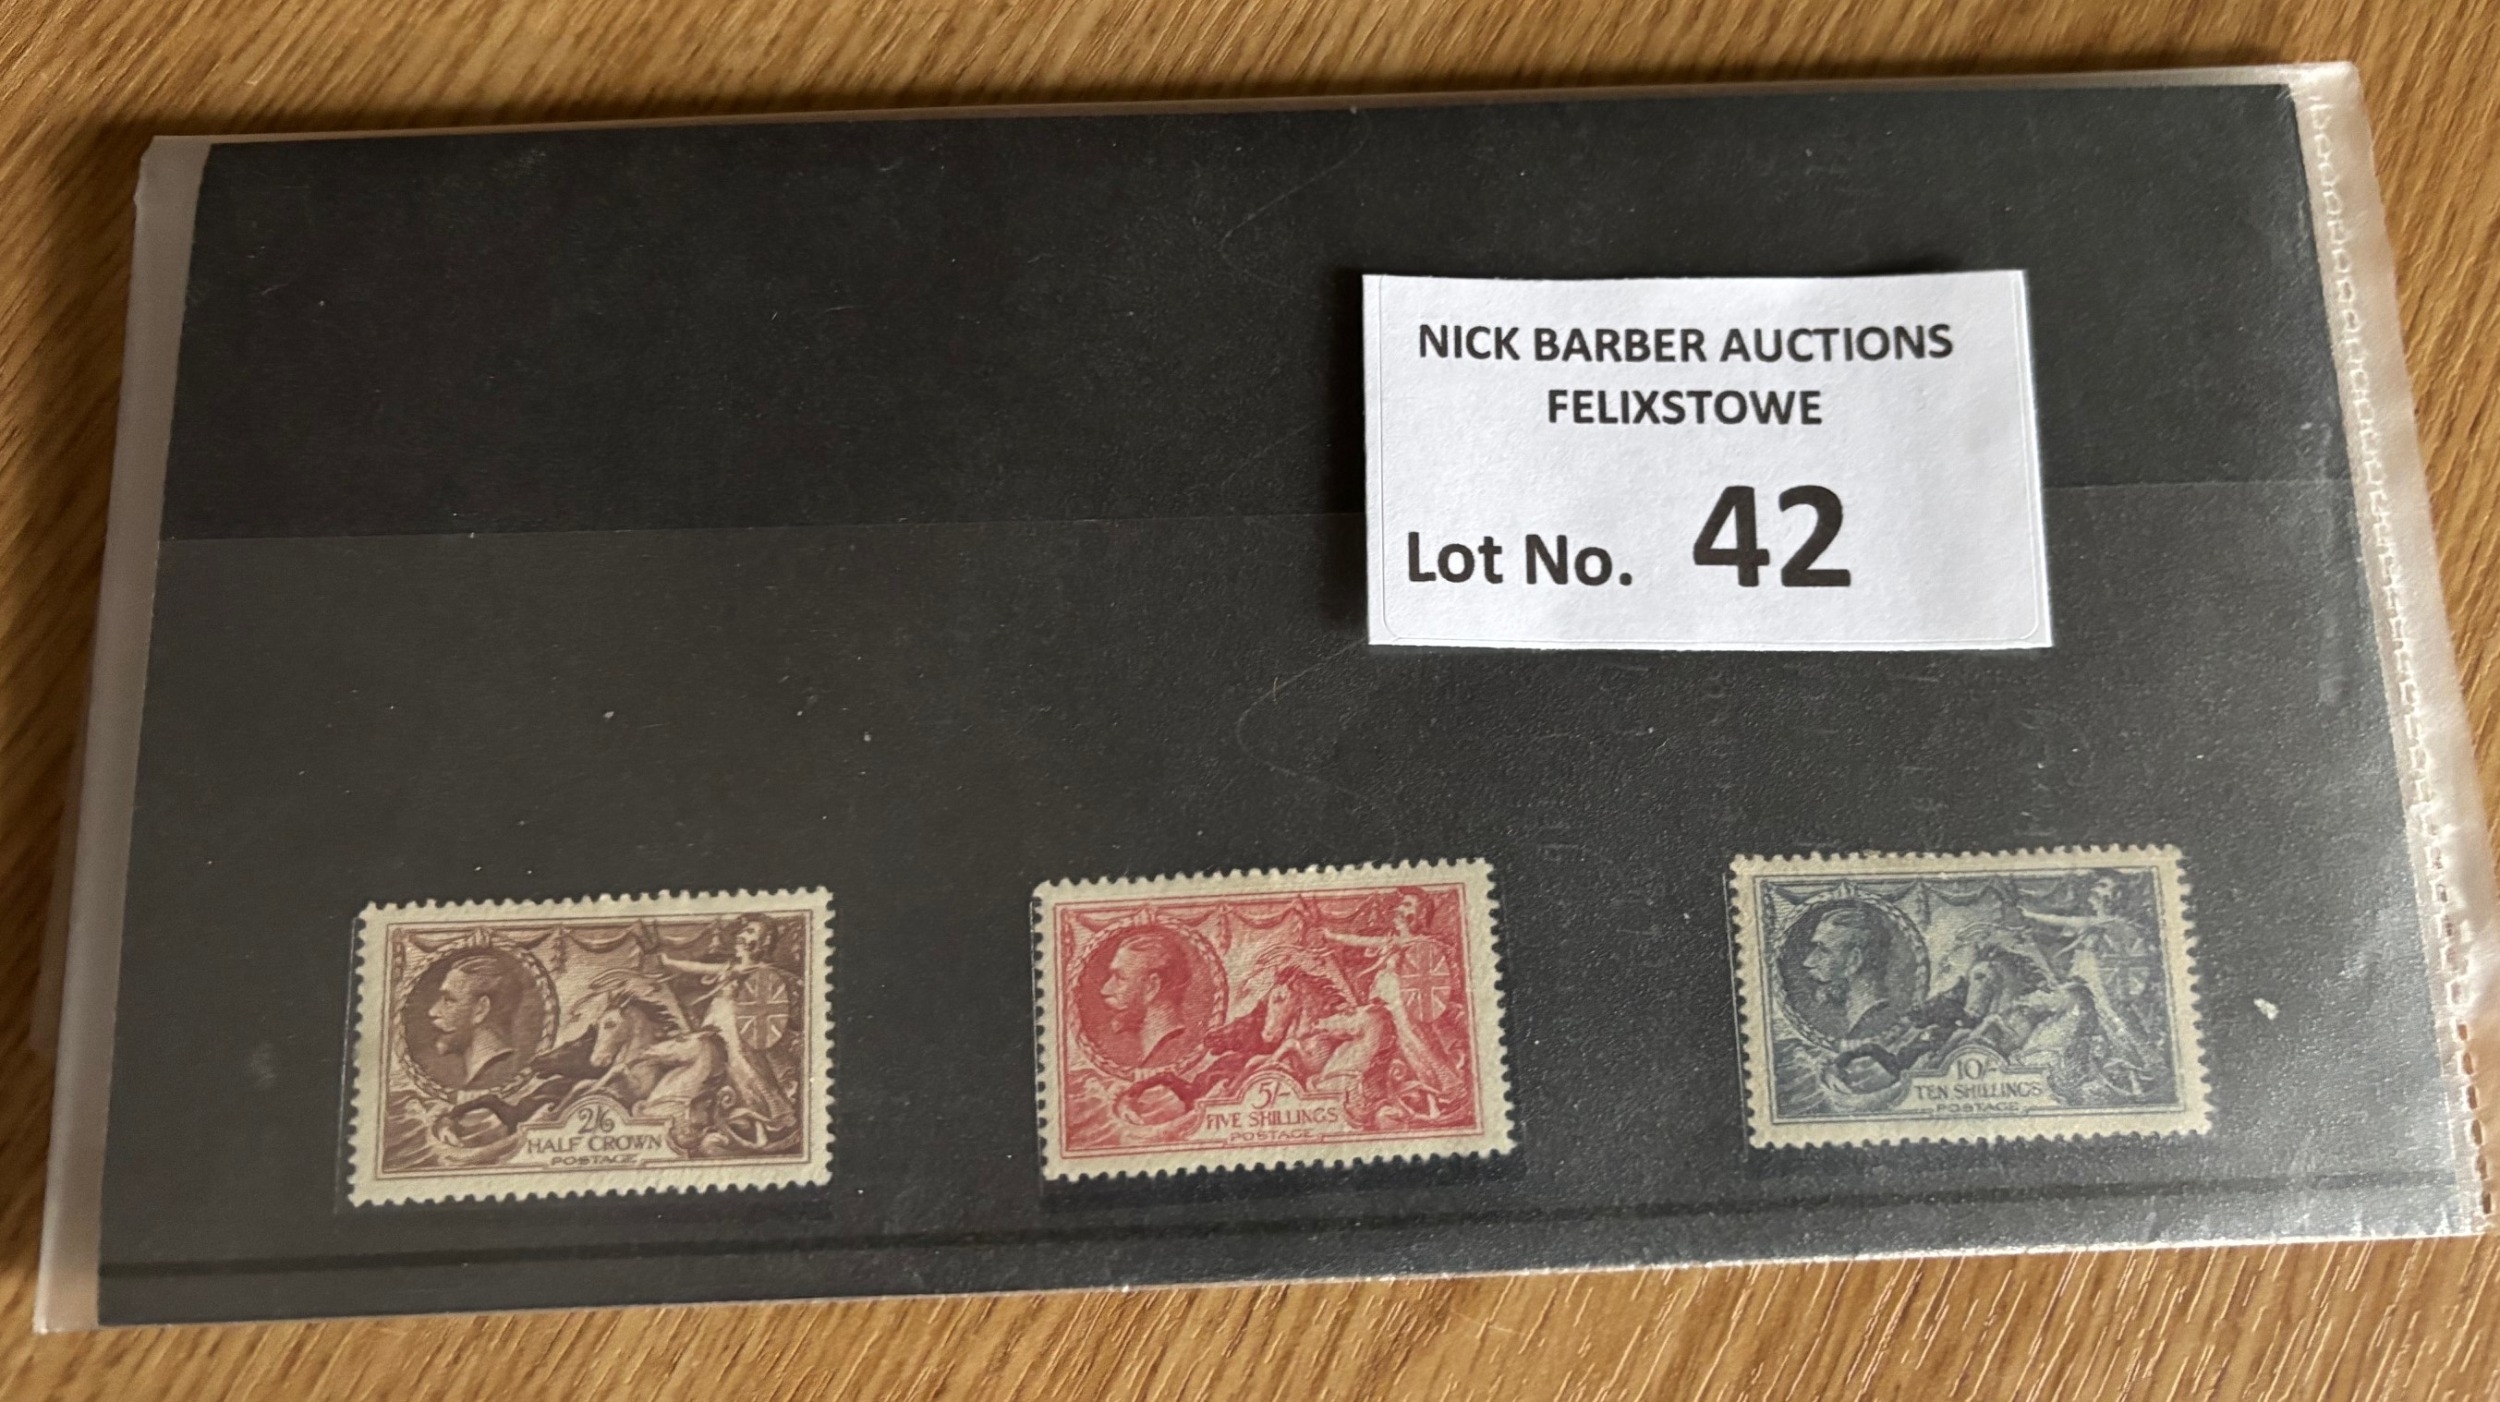 NICK BARBER AUCTIONS
FELIXSTOWE
Lot No. 42
2/6
HALF CROWN
POSTAGE
5/-
FIVE SHILLINGS
POSTAGE
10/-
TEN SHILLINGS
POSTAGE